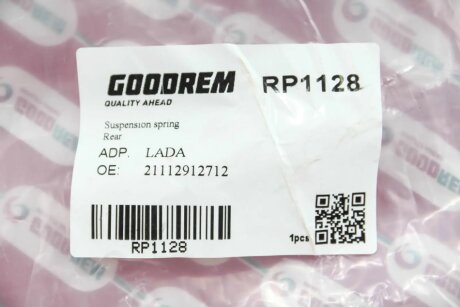 GOODREM
QUALITY AHEAD
RP1128
Suspension spring
Rear
ADP. LADA
OE: 21112912712
RP1128
1pcs